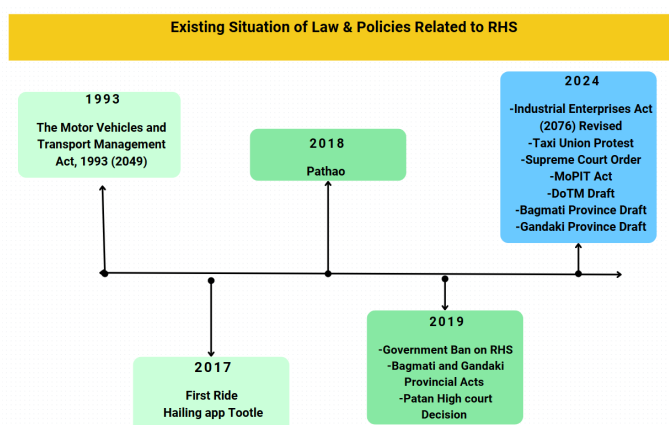 Existing Situation of Law & Policies Related to RHS
1993
The Motor Vehicles and
Transport Management
Act, 1993 (2049)
2018
Pathao
2024
-Industrial Enterprises Act
(2076) Revised
-Taxi Union Protest
-Supreme Court Order
-MoPIT Act
-DoTM Draft
-Bagmati Province Draft
-Gandaki Province Draft
2017
First Ride
Hailing app Tootle
2019
-Government Ban on RHS
-Bagmati and Gandaki
Provincial Acts
-Patan High court
Decision